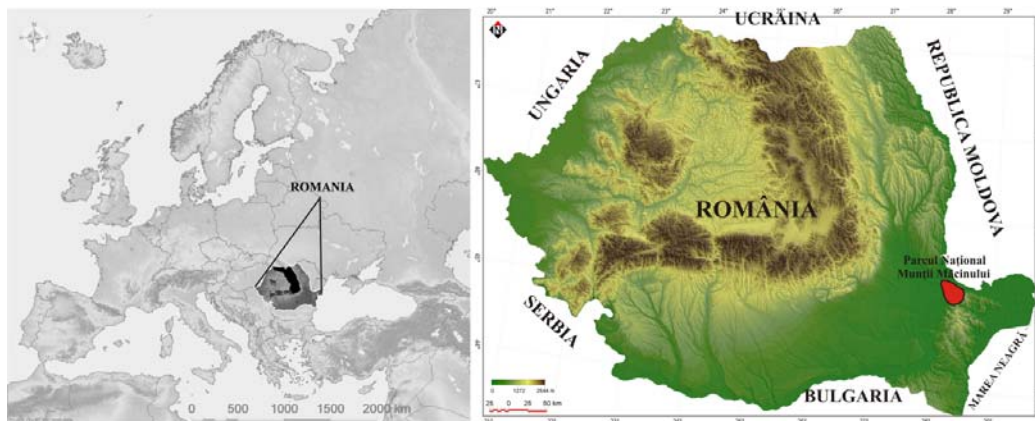 ROMANIA
0 500 1000 1500 2000 km
20° 21° 22° 23° 24° 25° 26° 27° 28° 29°
N
UCRĂINA
UNGARIA
REPUBLICA MOLDOVA
ROMÂNIA
Parcul Național
Munții Măcinului
SERBIA
BULGARIA
MAREA NEAGRĂ